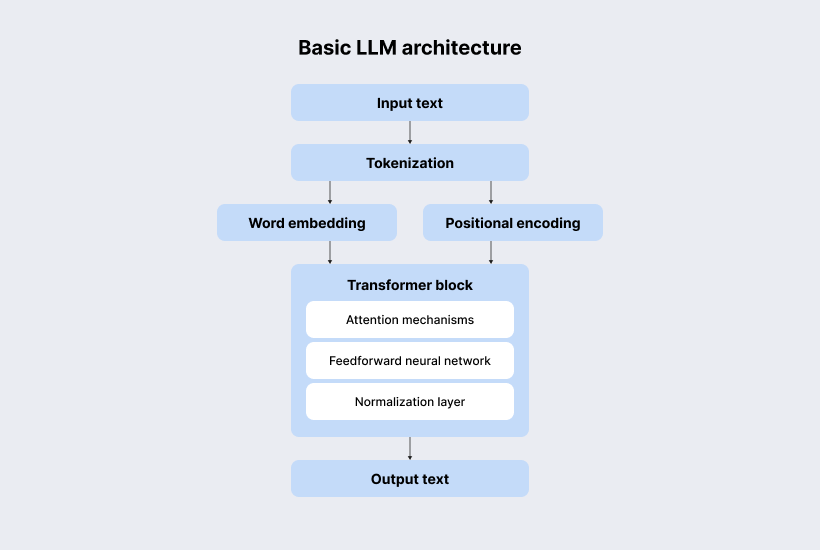 Basic LLM architecture
Input text
Tokenization
Word embedding
Positional encoding
Transformer block
Attention mechanisms
Feedforward neural network
Normalization layer
Output text